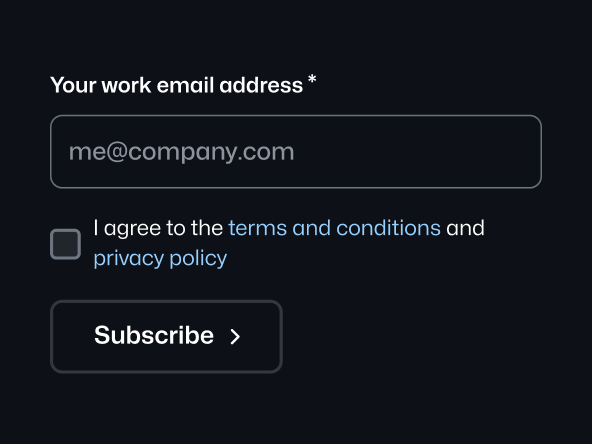 Your work email address *
me@company.com
I agree to the terms and conditions and
privacy policy
Subscribe